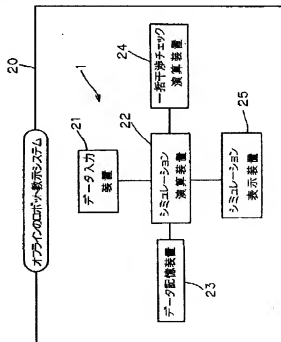 20
オフラインのロボット教示システム
1
21
データ入力
装置
24
一括干渉チェック
演算装置
22
シミュレーション
演算装置
データ記憶装置
23
25
シミュレーション
表示装置